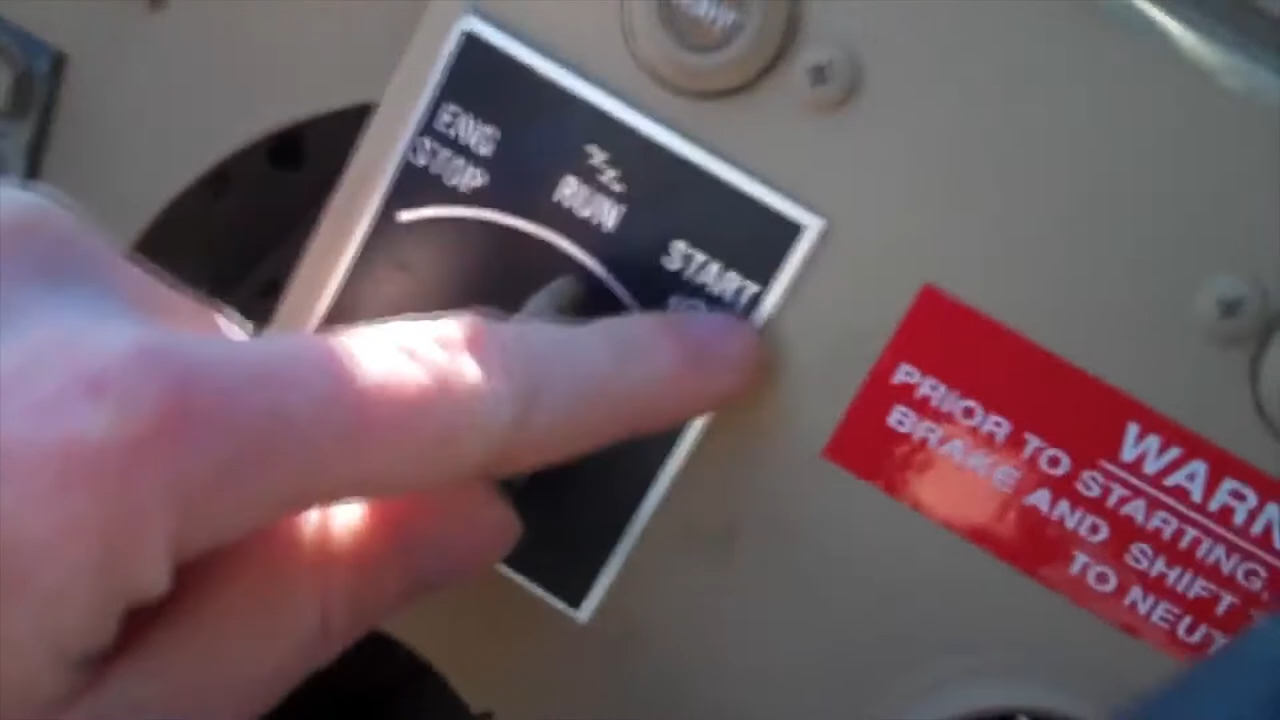 ENG
STOP
RUN
START
WARN
PRIOR TO STARTING,
BRAKE AND SHIFT
TO NEUT